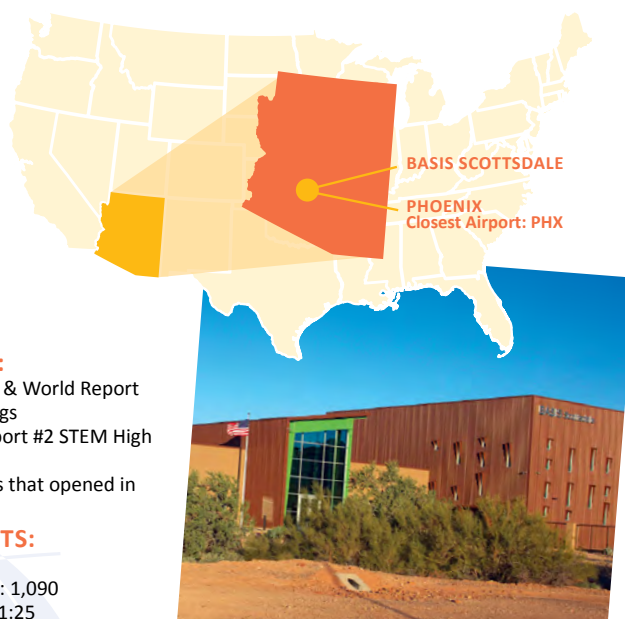 BASIS SCOTTSDALE
PHOENIX
Closest Airport: PHX
:
& World Report
gs
port #2 STEM High
s that opened in
TS:
: 1,090
1:25